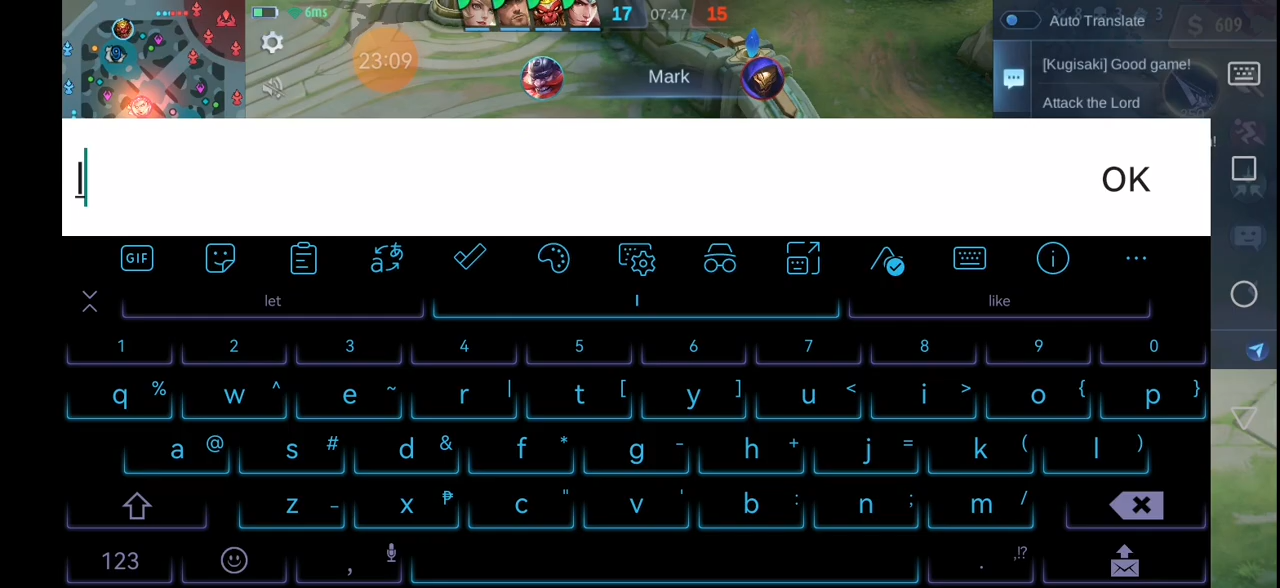 6ms
17 07:47 15
23:09
Mark
Auto Translate
$ 609
[Kugisaki] Good game!
Attack the Lord
l
OK
GIF
let l like
1 2 3 4 5 6 7 8 9 0
q % w ^ e ~ r | t [ y ] u < i > o { p }
a @ s # d & f * g - h + j = k ( l )
z _ x ₱ c " v ' b : n ; m /
123 , . ,!?